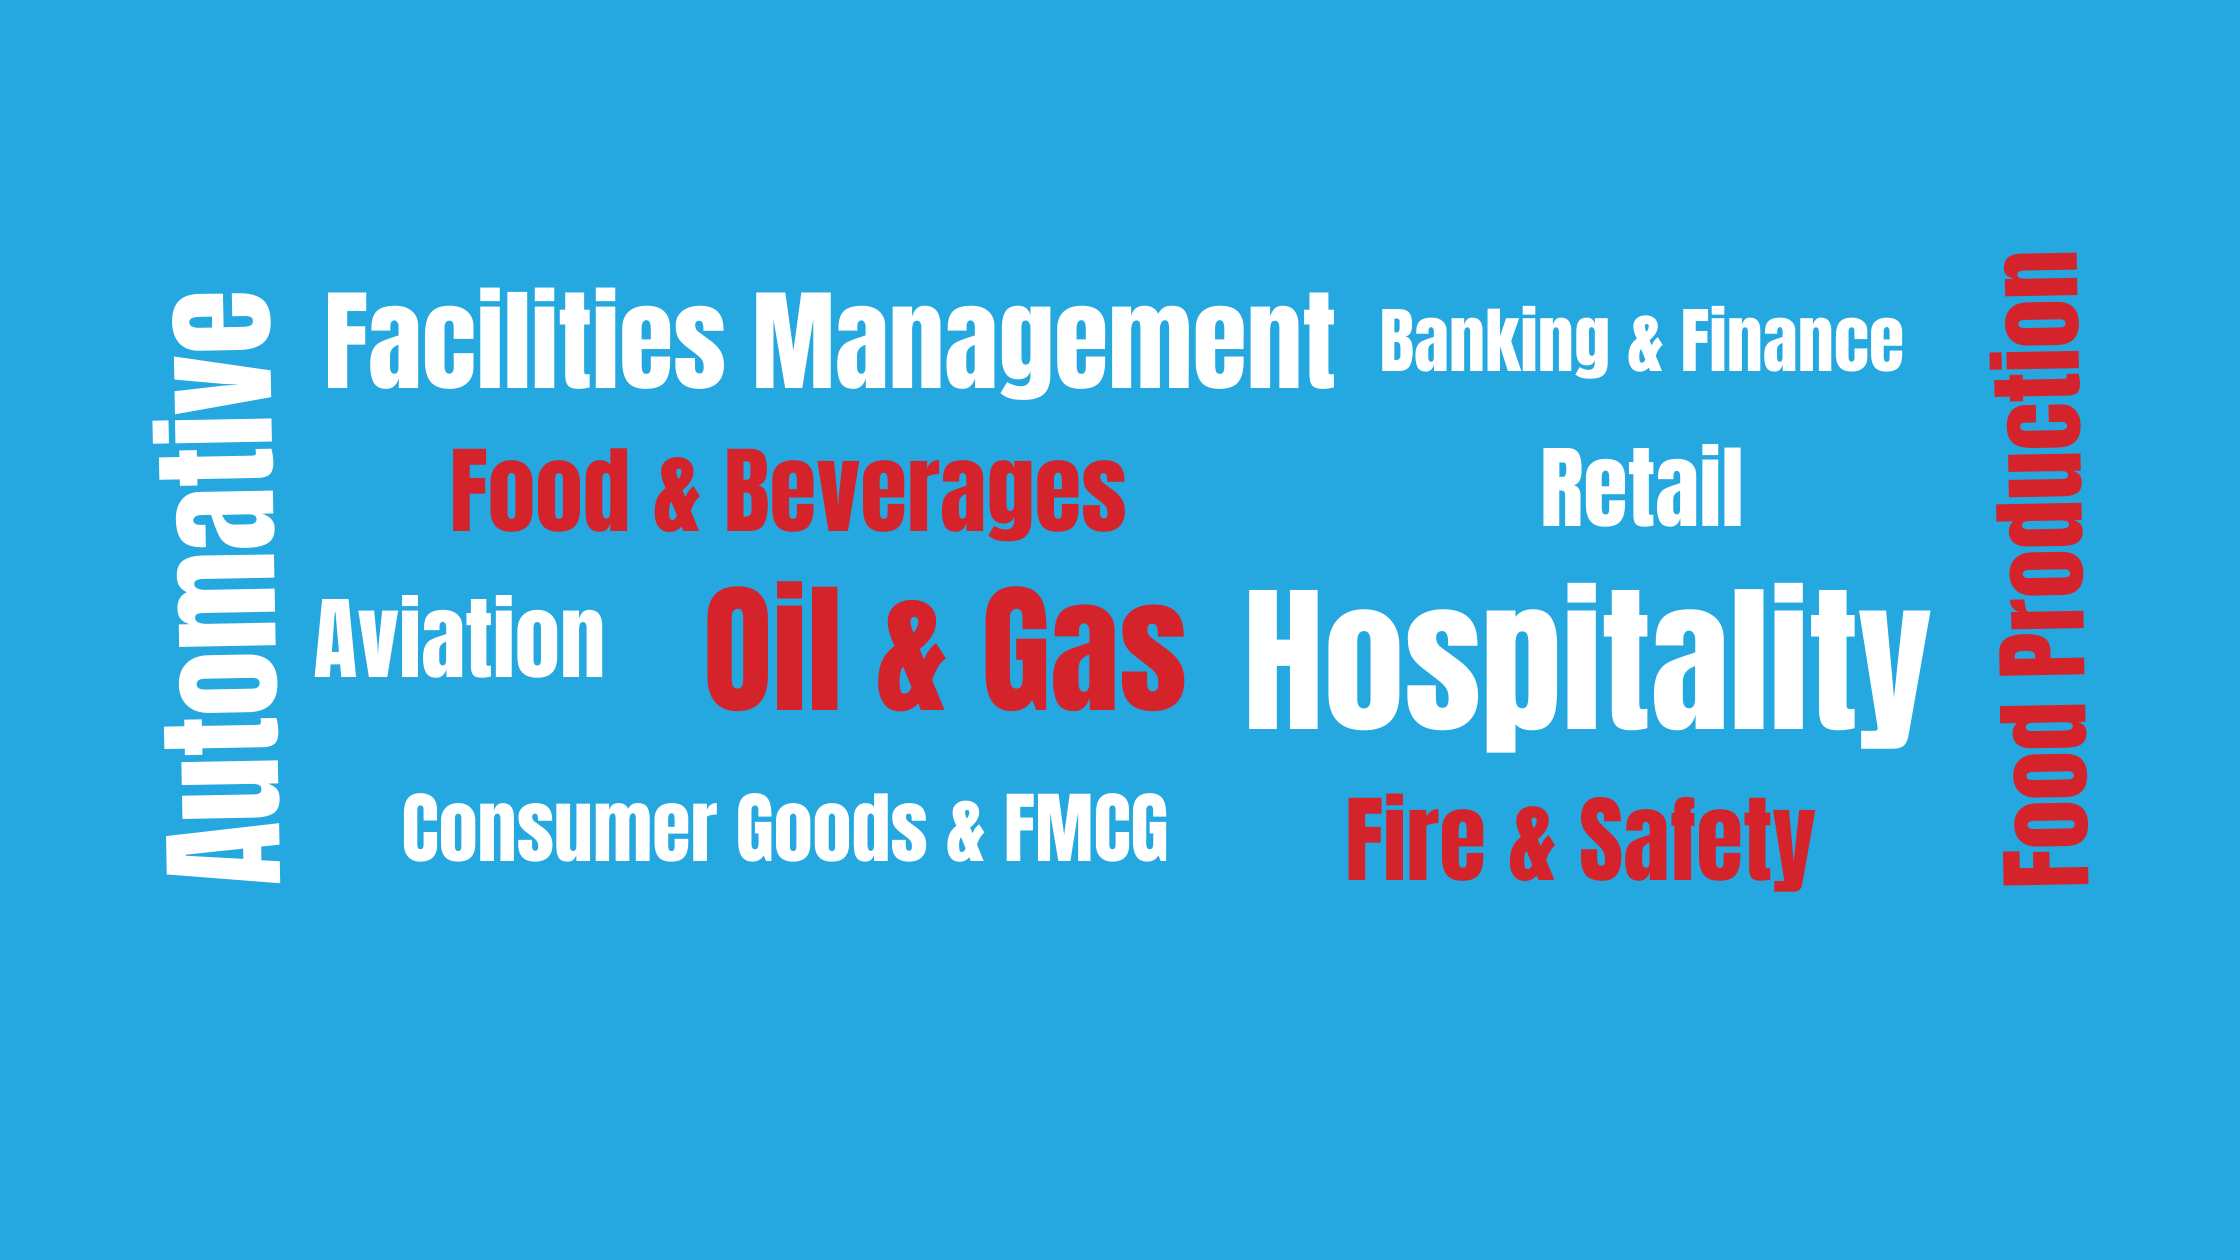 Automative
Facilities Management
Banking & Finance
Food & Beverages
Retail
Aviation
Oil & Gas
Hospitality
Consumer Goods & FMCG
Fire & Safety
Food Production